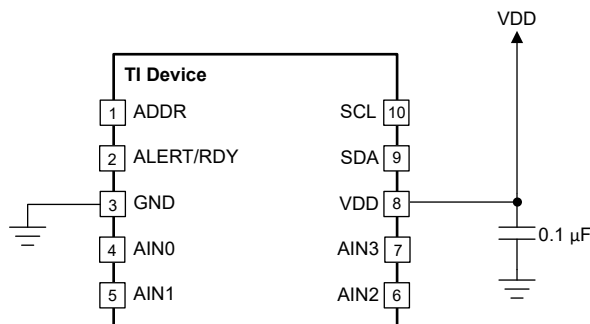 VDD
TI Device
1 ADDR SCL 10
2 ALERT/RDY SDA 9
3 GND VDD 8
0.1 µF
4 AIN0 AIN3 7
5 AIN1 AIN2 6